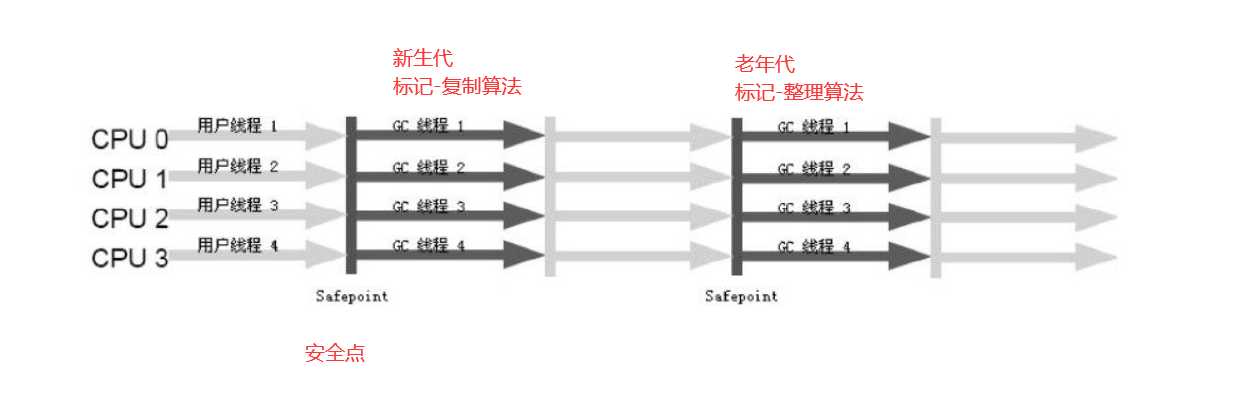 新生代
标记-复制算法
老年代
标记-整理算法
CPU 0 用户线程 1 GC 线程 1 GC 线程 1
CPU 1 用户线程 2 GC 线程 2 GC 线程 2
CPU 2 用户线程 3 GC 线程 3 GC 线程 3
CPU 3 用户线程 4 GC 线程 4 GC 线程 4
Safepoint Safepoint
安全点